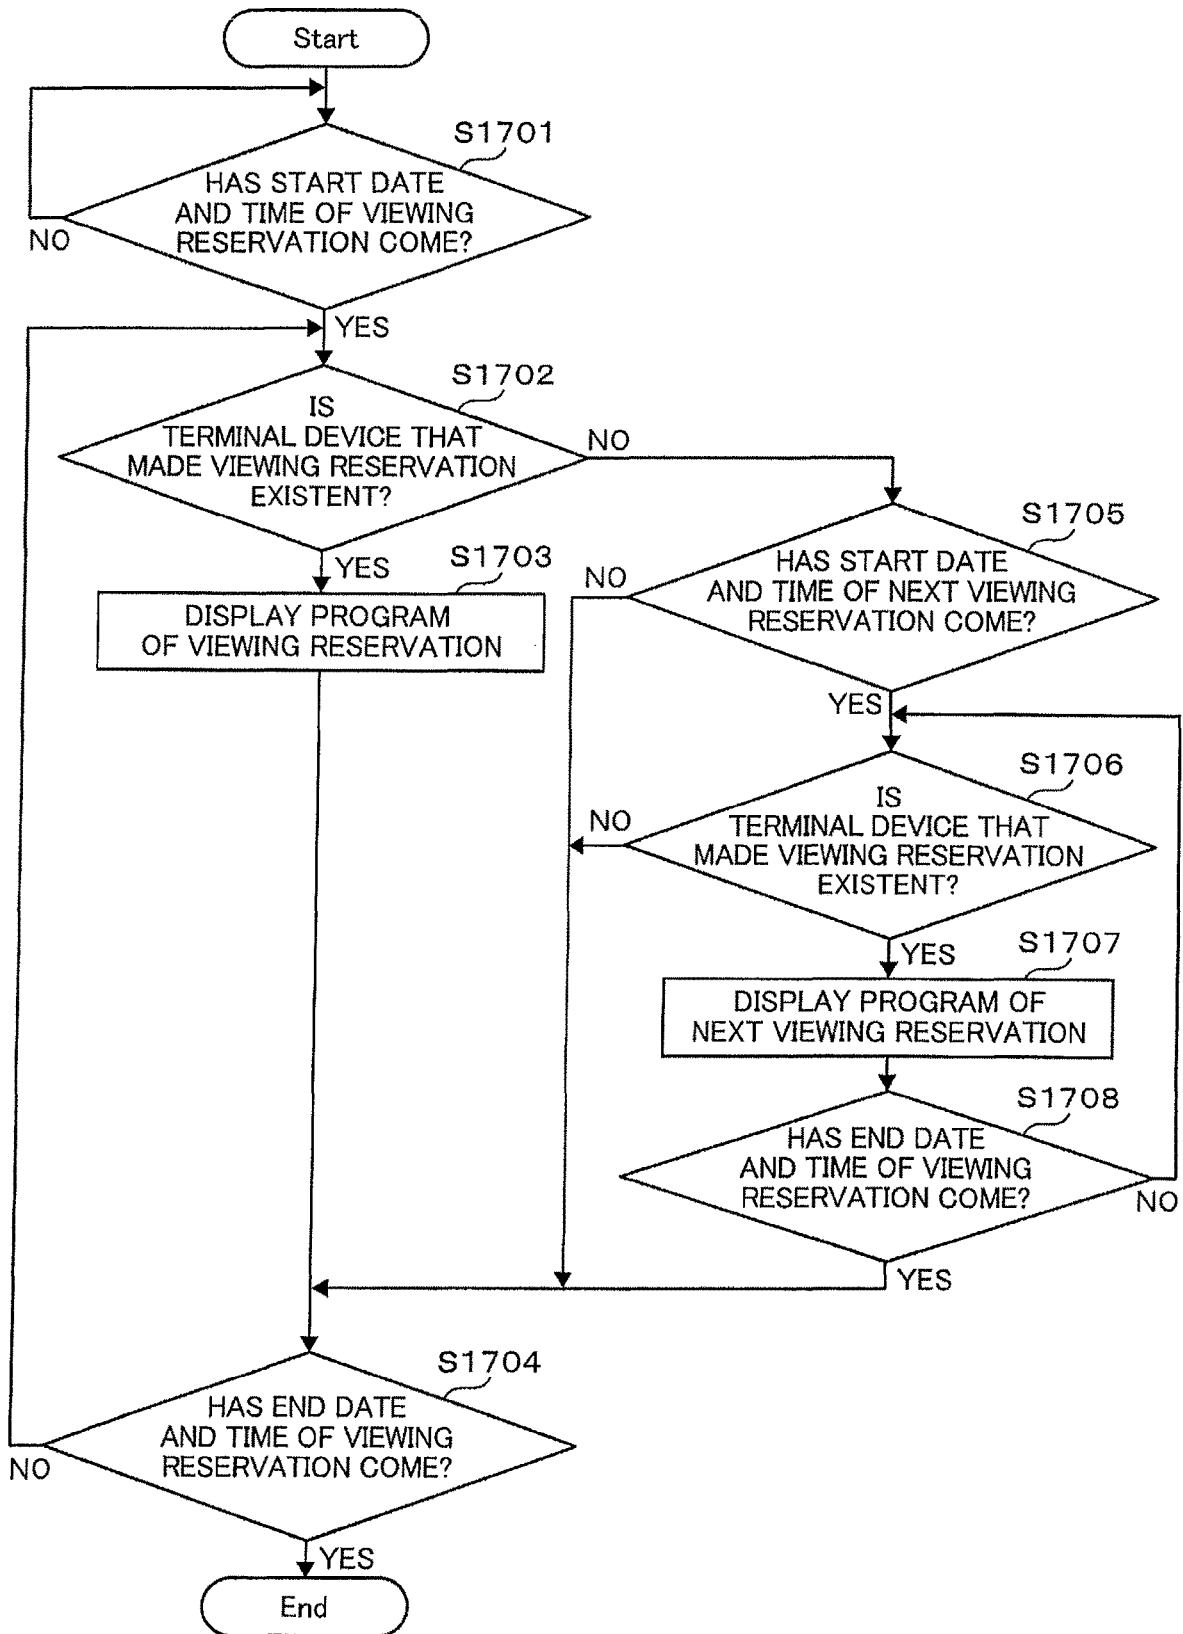 Start
S1701
HAS START DATE
AND TIME OF VIEWING
RESERVATION COME?
NO
YES
S1702
IS
TERMINAL DEVICE THAT
MADE VIEWING RESERVATION
EXISTENT?
NO
YES
S1703
DISPLAY PROGRAM
OF VIEWING RESERVATION
S1705
HAS START DATE
AND TIME OF NEXT VIEWING
RESERVATION COME?
NO
YES
S1706
IS
TERMINAL DEVICE THAT
MADE VIEWING RESERVATION
EXISTENT?
NO
YES
S1707
DISPLAY PROGRAM OF
NEXT VIEWING RESERVATION
S1708
HAS END DATE
AND TIME OF VIEWING
RESERVATION COME?
NO
YES
S1704
HAS END DATE
AND TIME OF VIEWING
RESERVATION COME?
NO
YES
End